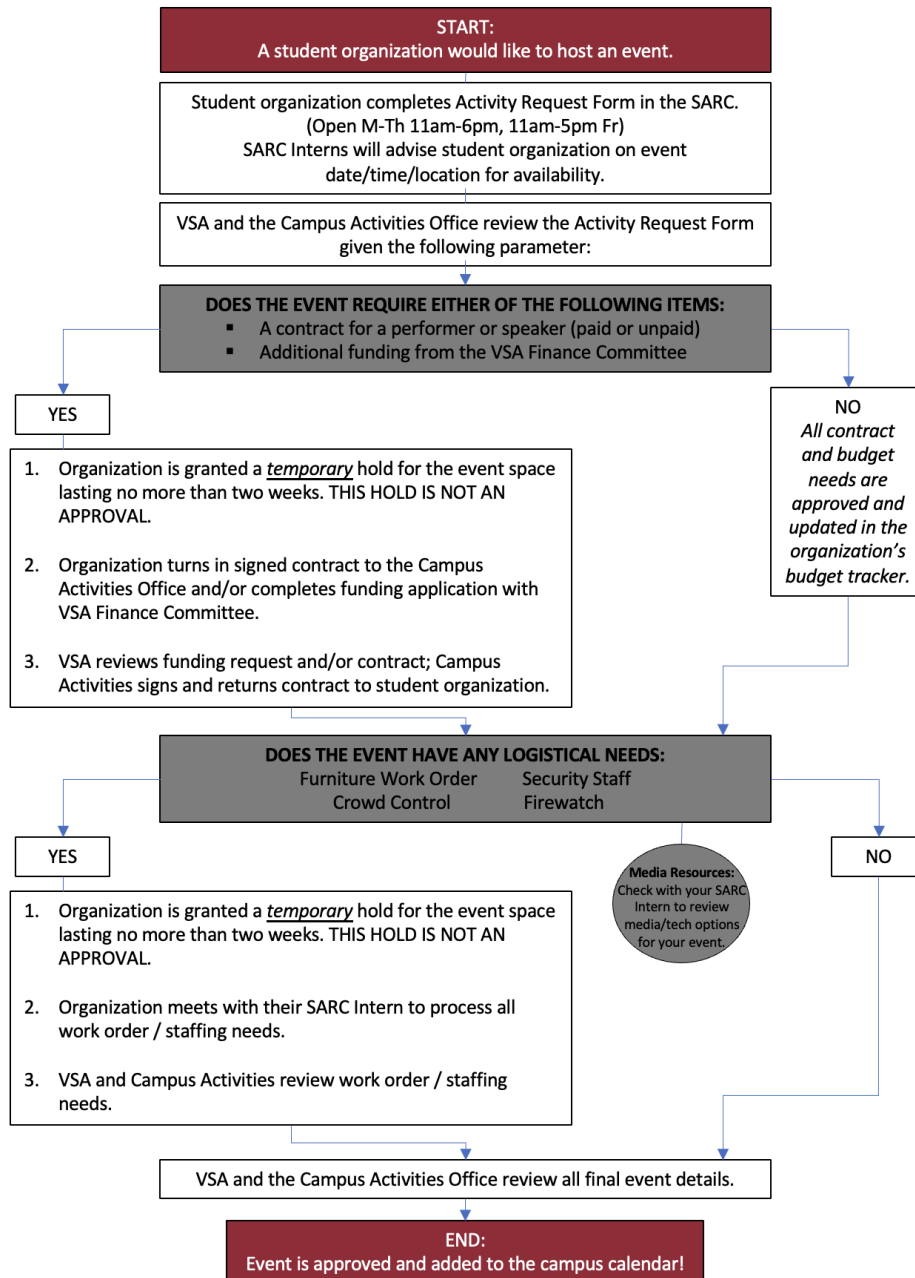 START:
A student organization would like to host an event.
Student organization completes Activity Request Form in the SARC.
(Open M-Th 11am-6pm, 11am-5pm Fr)
SARC Interns will advise student organization on event
date/time/location for availability.
VSA and the Campus Activities Office review the Activity Request Form
given the following parameter:
DOES THE EVENT REQUIRE EITHER OF THE FOLLOWING ITEMS:
▪ A contract for a performer or speaker (paid or unpaid)
▪ Additional funding from the VSA Finance Committee
YES
1. Organization is granted a temporary hold for the event space
lasting no more than two weeks. THIS HOLD IS NOT AN
APPROVAL.
2. Organization turns in signed contract to the Campus
Activities Office and/or completes funding application with
VSA Finance Committee.
3. VSA reviews funding request and/or contract; Campus
Activities signs and returns contract to student organization.
NO
All contract
and budget
needs are
approved and
updated in the
organization's
budget tracker.
DOES THE EVENT HAVE ANY LOGISTICAL NEEDS:
Furniture Work Order Security Staff
Crowd Control Firewatch
Media Resources:
Check with your SARC
Intern to review
media/tech options
for your event.
YES
1. Organization is granted a temporary hold for the event space
lasting no more than two weeks. THIS HOLD IS NOT AN
APPROVAL.
2. Organization meets with their SARC Intern to process all
work order / staffing needs.
3. VSA and Campus Activities review work order / staffing
needs.
NO
VSA and the Campus Activities Office review all final event details.
END:
Event is approved and added to the campus calendar!